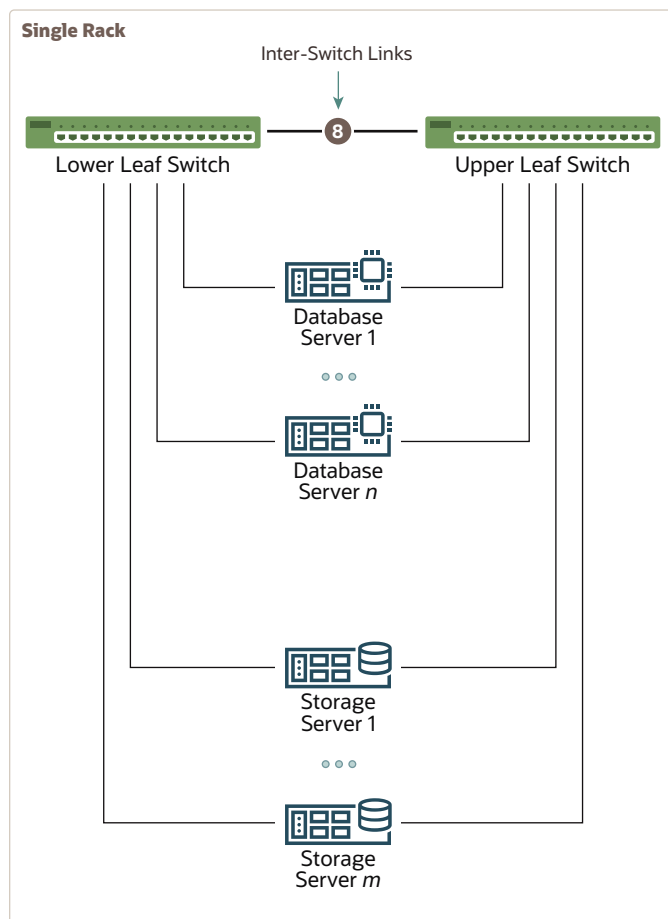 Single Rack
Inter-Switch Links
8
Lower Leaf Switch
Upper Leaf Switch
Database
Server 1
Database
Server n
Storage
Server 1
Storage
Server m